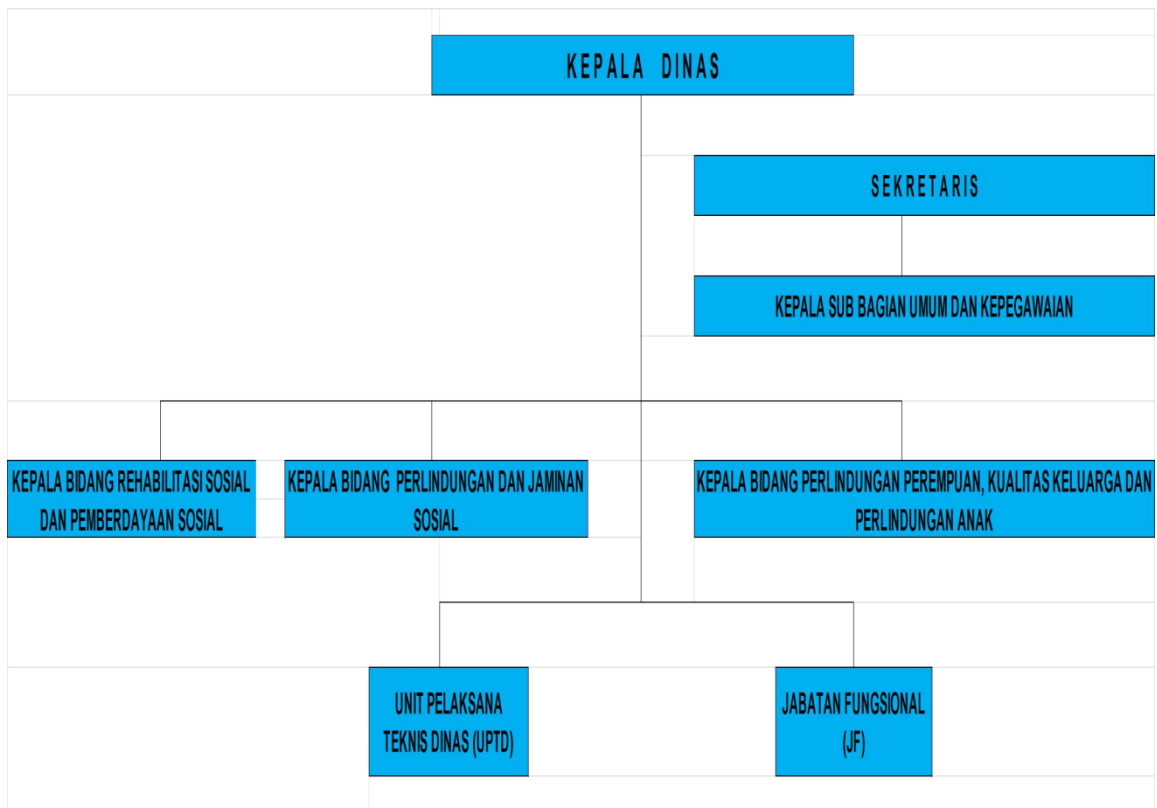 KEPALA DINAS
SEKRETARIS
KEPALA SUB BAGIAN UMUM DAN KEPEGAWAIAN
KEPALA BIDANG REHABILITASI SOSIAL
DAN PEMBERDAYAAN SOSIAL
KEPALA BIDANG PERLINDUNGAN DAN JAMINAN
SOSIAL
KEPALA BIDANG PERLINDUNGAN PEREMPUAN, KUALITAS KELUARGA DAN
PERLINDUNGAN ANAK
UNIT PELAKSANA
TEKNIS DINAS (UPTD)
JABATAN FUNGSIONAL
(JF)